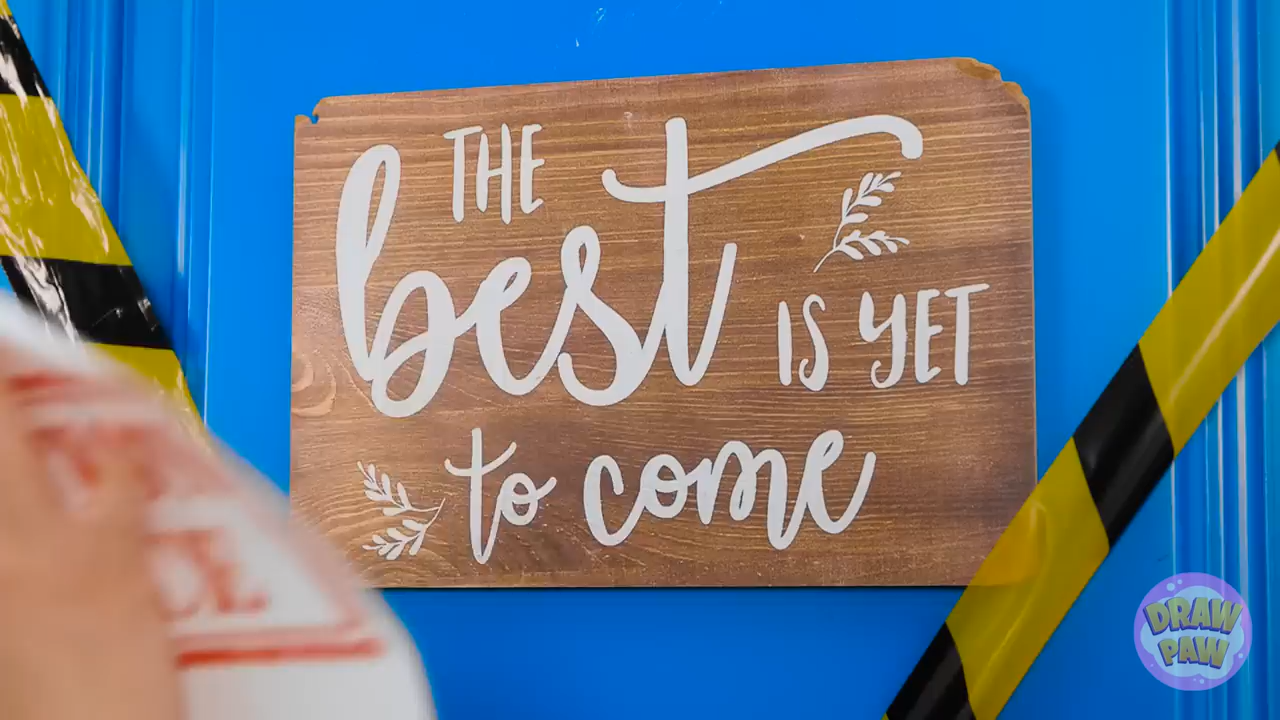 THE
best
IS YET
to come
DRAW
PAW